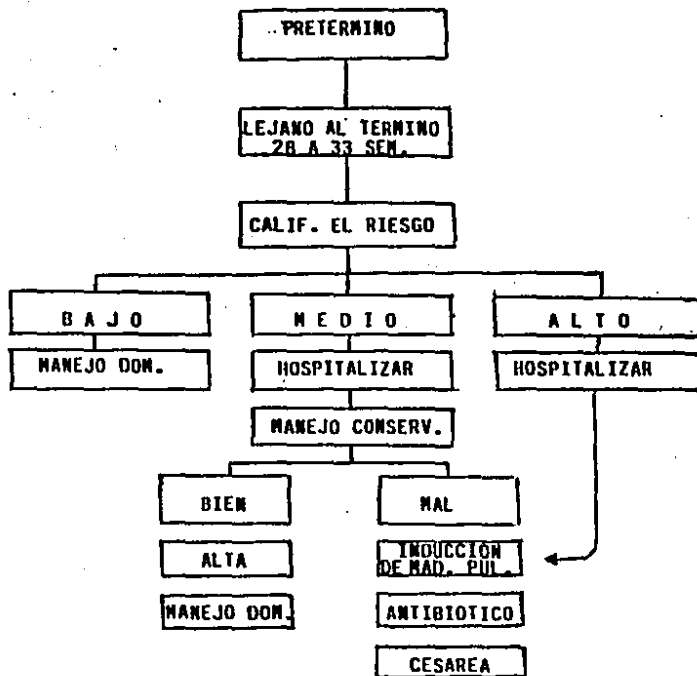 PRETERMINO
LEJANO AL TERMINO
28 A 33 SEM.
CALIF. EL RIESGO
B A J O
M E D I O
A L T O
MANEJO DOM.
HOSPITALIZAR
HOSPITALIZAR
MANEJO CONSERV.
BIEN
MAL
ALTA
INDUCCION
DE MAD. PUL.
MANEJO DOM.
ANTIBIOTICO
CESAREA